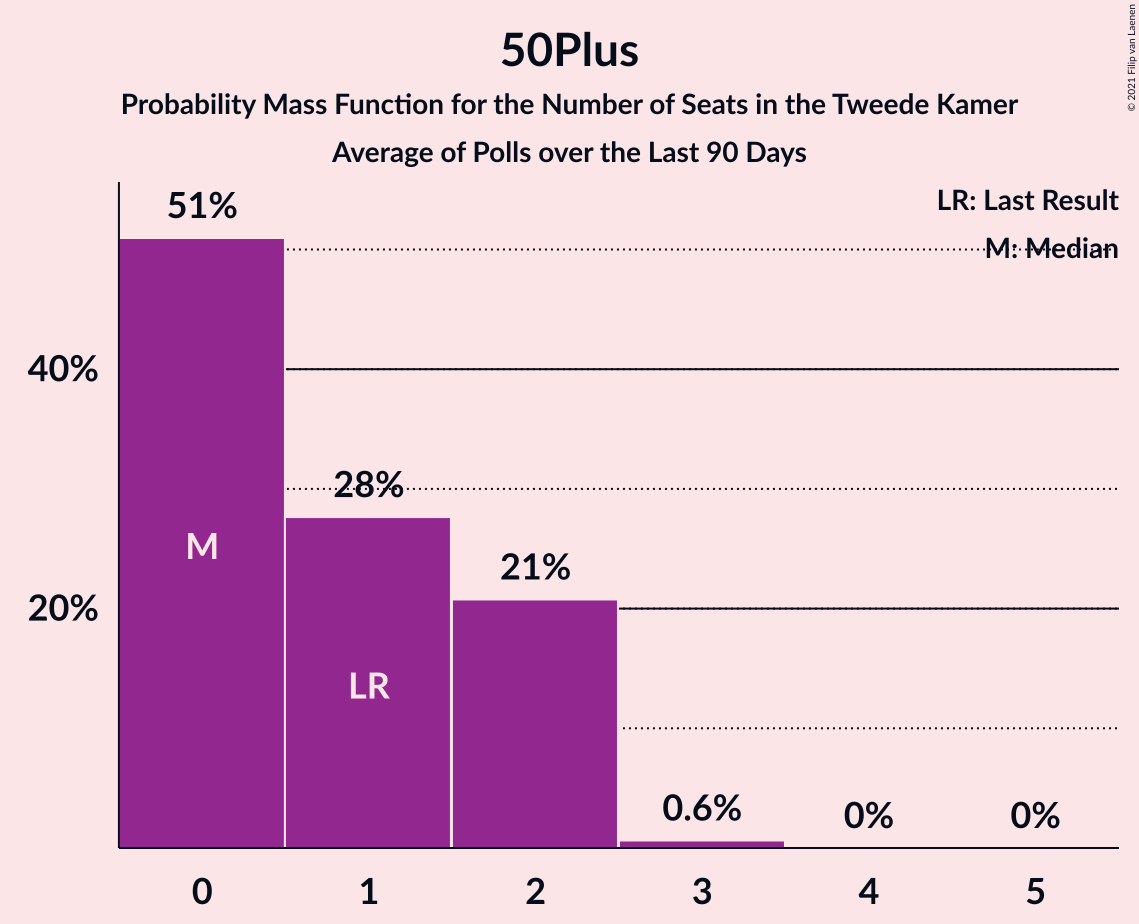 © 2021 Filip van Laenen
50Plus
Probability Mass Function for the Number of Seats in the Tweede Kamer
Average of Polls over the Last 90 Days
LR: Last Result
M: Median
51%
40%
28%
M
21%
20%
LR
0.6%
0%
0%
0
1
2
3
4
5